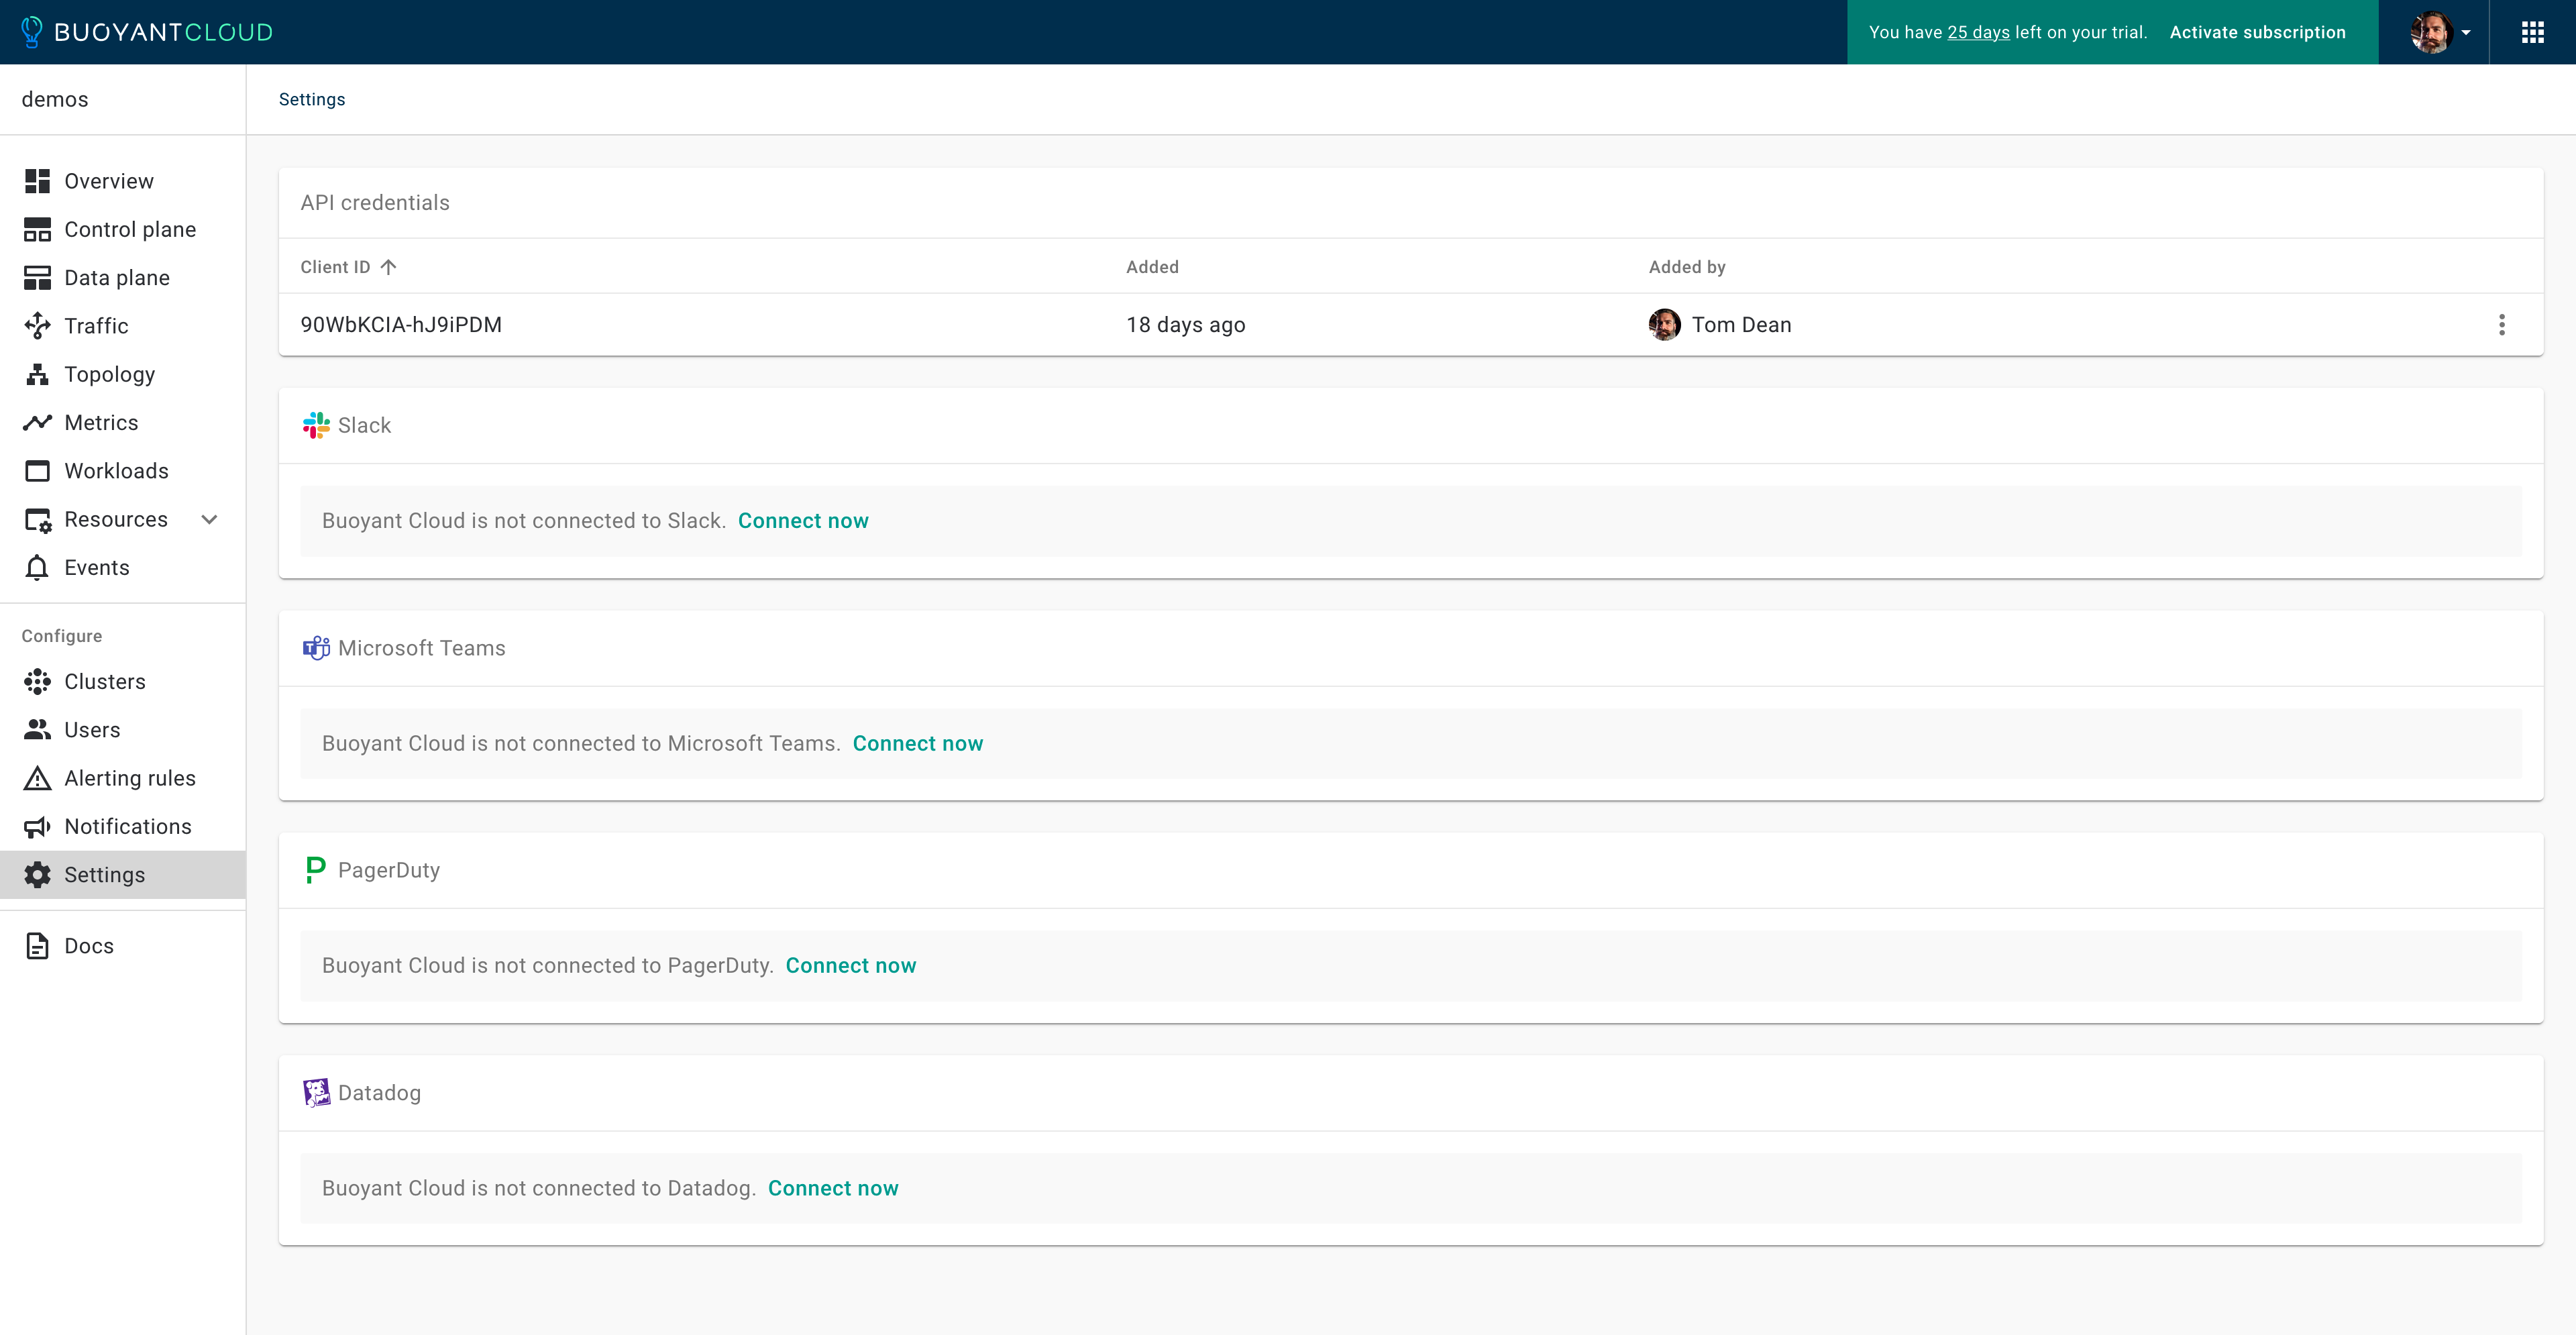 BUOYANTCLOUD
You have 25 days left on your trial. Activate subscription
demos
Settings
Overview
Control plane
Data plane
Traffic
Topology
Metrics
Workloads
Resources
Events
Configure
Clusters
Users
Alerting rules
Notifications
Settings
Docs
API credentials
Client ID Added Added by
90WbKCIA-hJ9iPDM 18 days ago Tom Dean
Slack
Buoyant Cloud is not connected to Slack. Connect now
Microsoft Teams
Buoyant Cloud is not connected to Microsoft Teams. Connect now
PagerDuty
Buoyant Cloud is not connected to PagerDuty. Connect now
Datadog
Buoyant Cloud is not connected to Datadog. Connect now